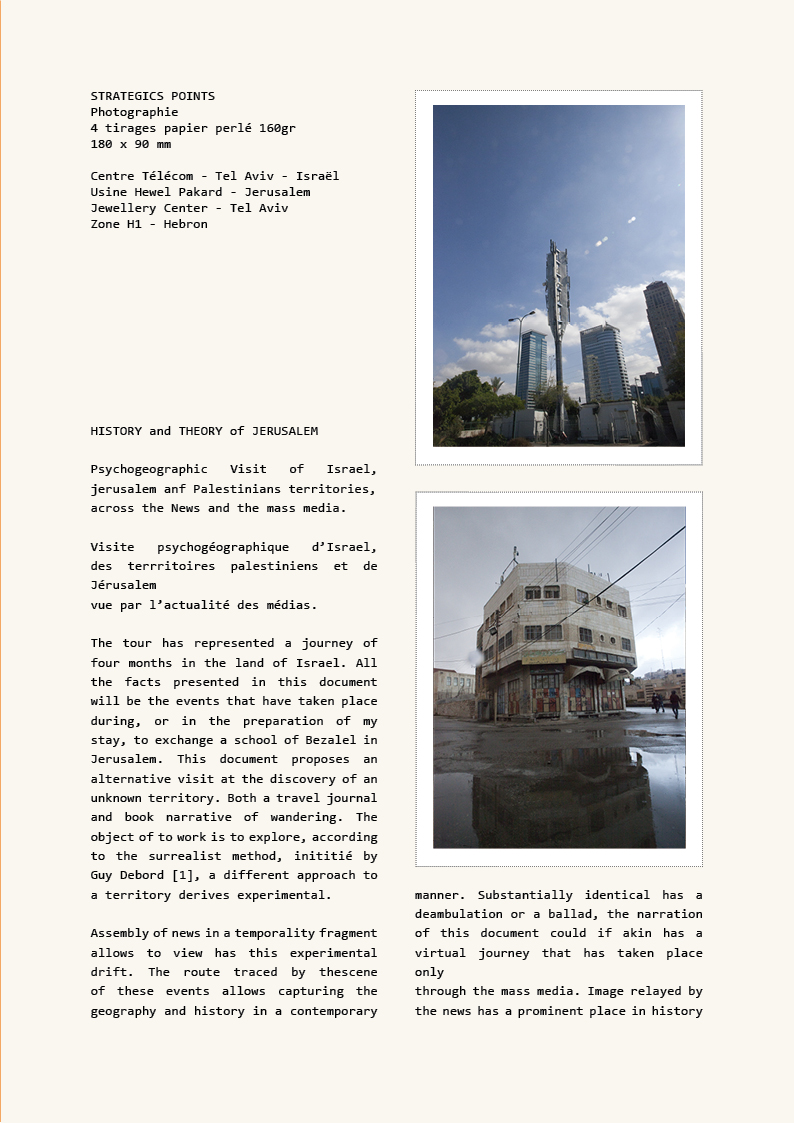 STRATEGICS POINTS
Photographie
4 tirages papier perlé 160gr
180 x 90 mm
Centre Télécom - Tel Aviv - Israël
Usine Hewel Pakard - Jerusalem
Jewellery Center - Tel Aviv
Zone H1 - Hebron
HISTORY and THEORY of JERUSALEM
Psychogeographic Visit of Israel,
jerusalem anf Palestinians territories,
across the News and the mass media.
Visite psychogéographique d’Israel,
des terrritoires palestiniens et de
Jérusalem
vue par l’actualité des médias.
The tour has represented a journey of
four months in the land of Israel. All
the facts presented in this document
will be the events that have taken place
during, or in the preparation of my
stay, to exchange a school of Bezalel in
Jerusalem. This document proposes an
alternative visit at the discovery of an
unknown territory. Both a travel journal
and book narrative of wandering. The
object of to work is to explore, according
to the surrealist method, inititié by
Guy Debord [1], a different approach to
a territory derives experimental.
Assembly of news in a temporality fragment
allows to view has this experimental
drift. The route traced by thescene
of these events allows capturing the
geography and history in a contemporary
manner. Substantially identical has a
deambulation or a ballad, the narration
of this document could if akin has a
virtual journey that has taken place
only
through the mass media. Image relayed by
the news has a prominent place in history